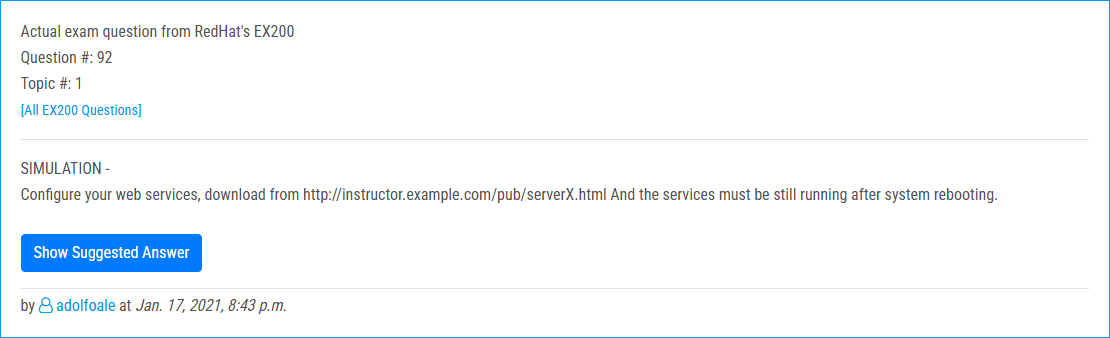 Actual exam question from RedHat's EX200
Question #: 92
Topic #: 1
[All EX200 Questions]
SIMULATION -
Configure your web services, download from http://instructor.example.com/pub/serverX.html And the services must be still running after system rebooting.
Show Suggested Answer
by adolfoale at Jan. 17, 2021, 8:43 p.m.